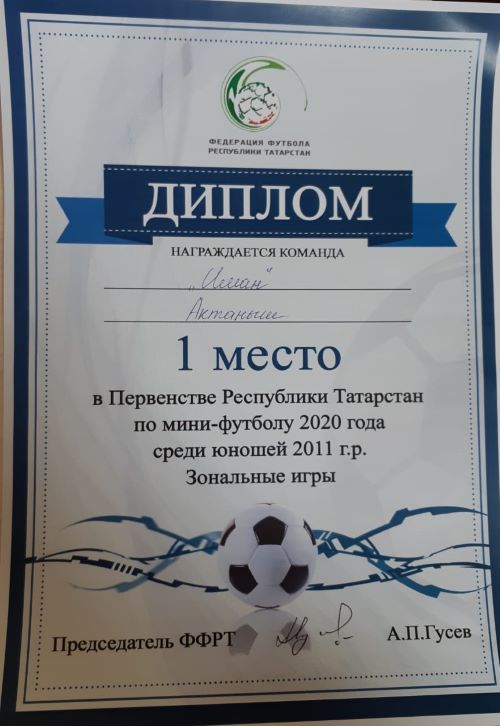 ФЕДЕРАЦИЯ ФУТБОЛА
РЕСПУБЛИКИ ТАТАРСТАН
ДИПЛОМ
НАГРАЖДАЕТСЯ КОМАНДА
„Иман“
Актаныш
1 место
в Первенстве Республики Татарстан
по мини-футболу 2020 года
среди юношей 2011 г.р.
Зональные игры
Председатель ФФРТ А.П.Гусев